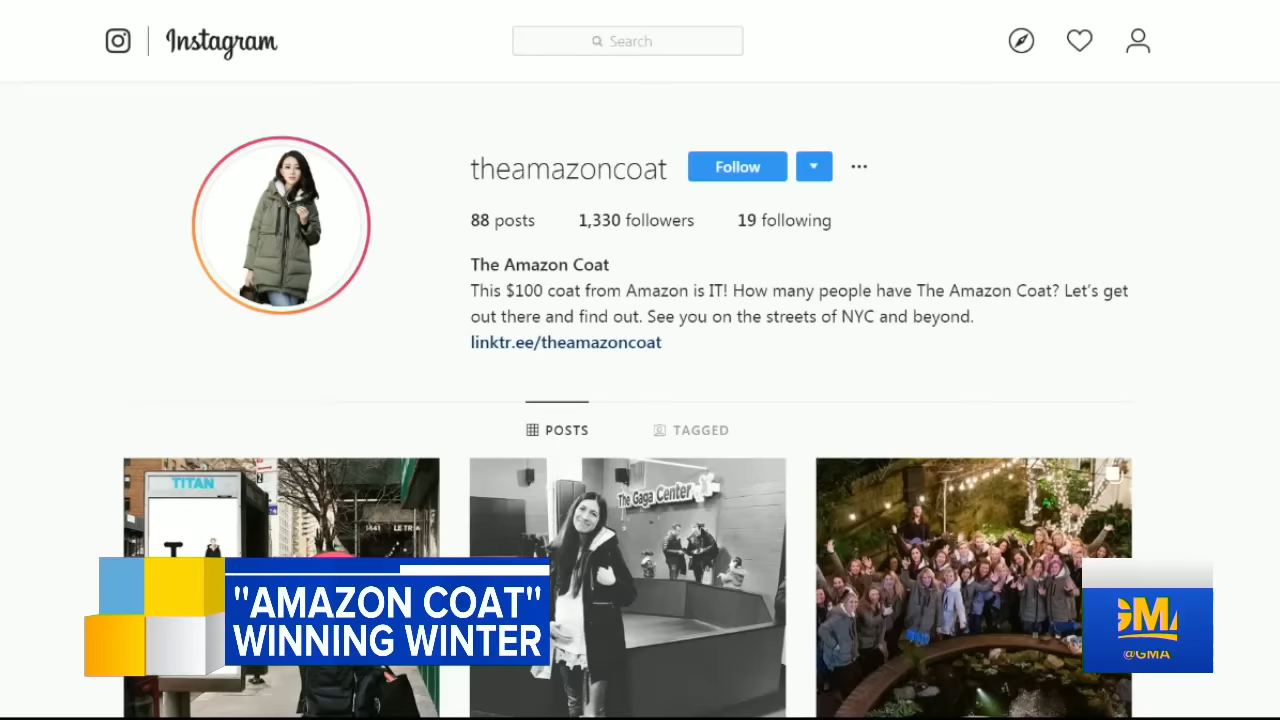 Instagram
Search
theamazoncoat
Follow
88 posts
1,330 followers
19 following
The Amazon Coat
This $100 coat from Amazon is IT! How many people have The Amazon Coat? Let's get
out there and find out. See you on the streets of NYC and beyond.
linktr.ee/theamazoncoat
POSTS
TAGGED
TITAN
1441
The Gaga Center
"AMAZON COAT"
WINNING WINTER
GMA
@GMA